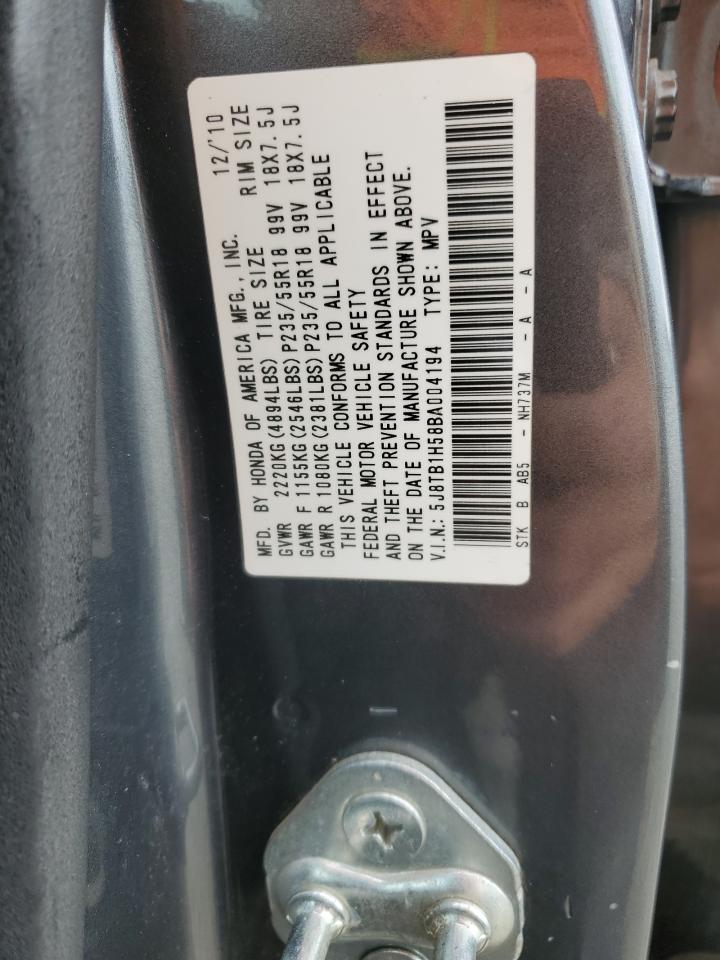 MFD. BY HONDA OF AMERICA MFG., INC. 12/'10
GVWR 2220KG(4894LBS) TIRE SIZE RIM SIZE
GAWR F 1155KG(2546LBS)P235/55R18 99V 18X7.5J
GAWR R 1080KG(2381LBS)P235/55R18 99V 18X7.5J
THIS VEHICLE CONFORMS TO ALL APPLICABLE
FEDERAL MOTOR VEHICLE SAFETY
AND THEFT PREVENTION STANDARDS IN EFFECT
ON THE DATE OF MANUFACTURE SHOWN ABOVE.
V.I.N.: 5J8TB1H58BA004194 TYPE: MPV
STK B AB5 - NH737M - A - A